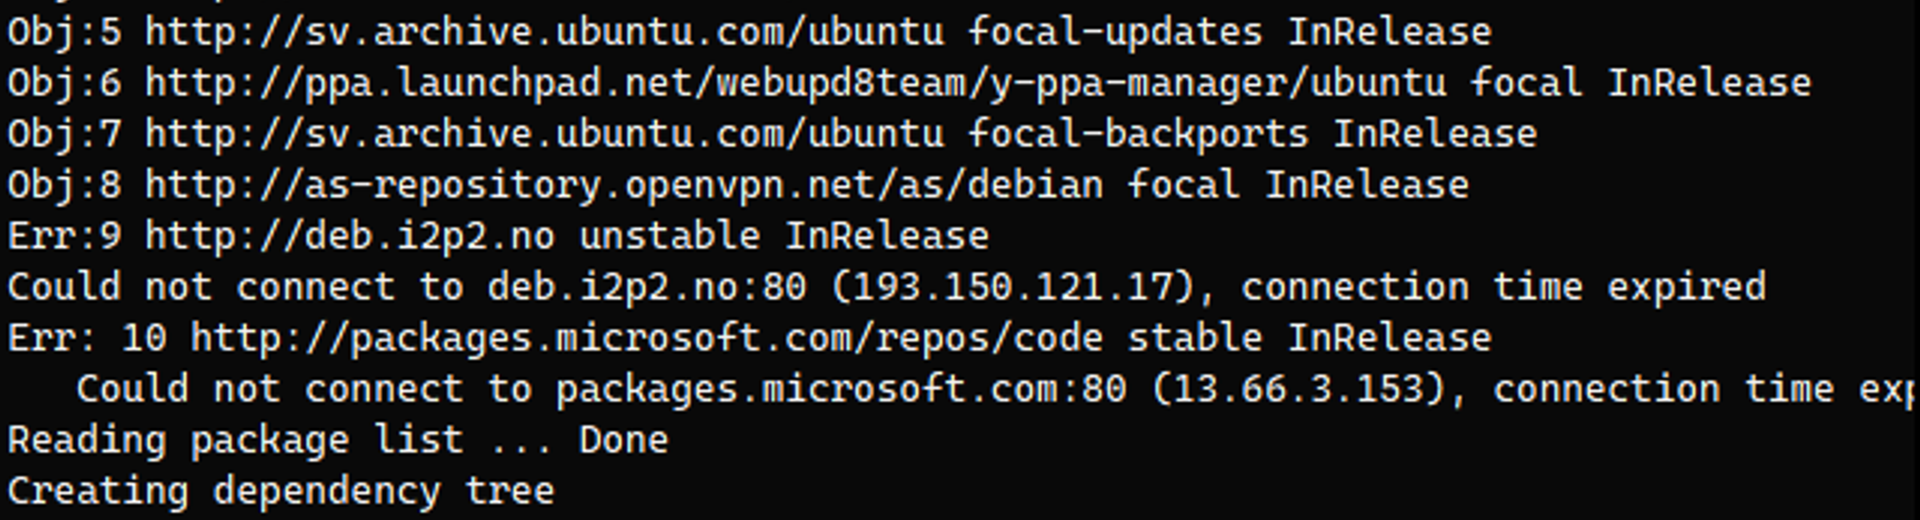 Obj:5 http://sv.archive.ubuntu.com/ubuntu focal-updates InRelease
Obj:6 http://ppa.launchpad.net/webupd8team/y-ppa-manager/ubuntu focal InRelease
Obj:7 http://sv.archive.ubuntu.com/ubuntu focal-backports InRelease
Obj:8 http://as-repository.openvpn.net/as/debian focal InRelease
Err:9 http://deb.i2p2.no unstable InRelease
Could not connect to deb.i2p2.no:80 (193.150.121.17), connection time expired
Err: 10 http://packages.microsoft.com/repos/code stable InRelease
Could not connect to packages.microsoft.com:80 (13.66.3.153), connection time
Reading package list ... Done
Creating dependency tree